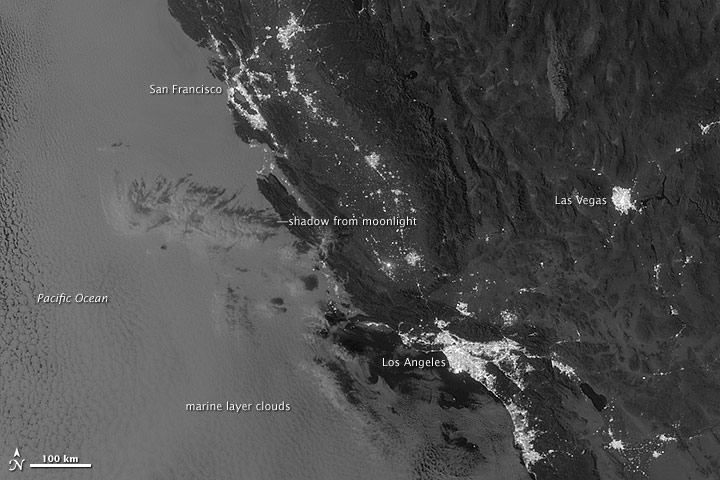 San Francisco
Las Vegas
shadow from moonlight
Pacific Ocean
Los Angeles
marine layer clouds
N
100 km